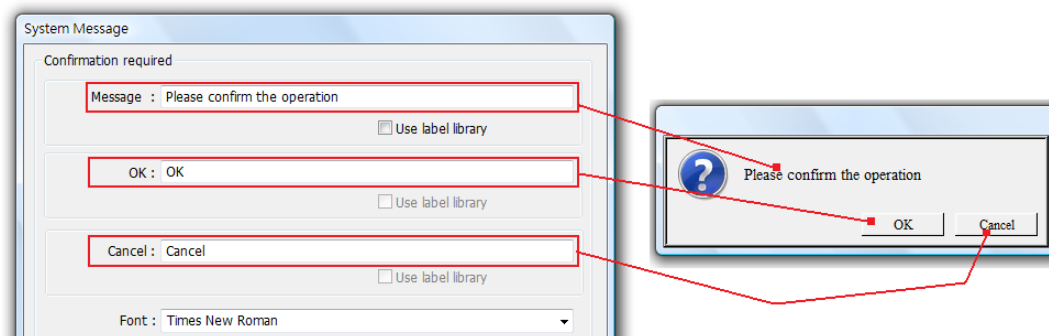 System Message
Confirmation required
Message : Please confirm the operation
Use label library
OK : OK
Use label library
Cancel : Cancel
Use label library
Font : Times New Roman
Please confirm the operation
OK Cancel